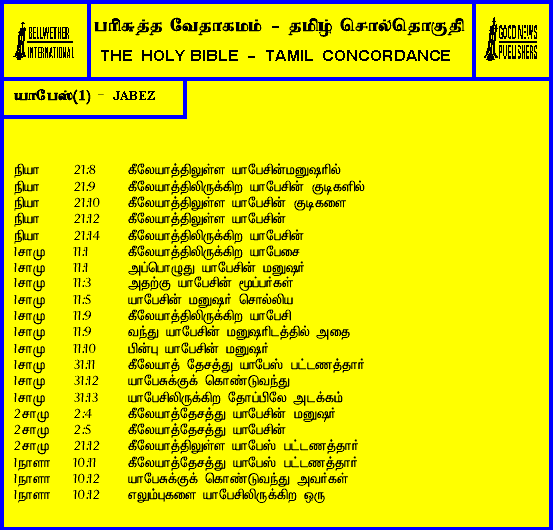 BELLWETHER
INTERNATIONAL
பரிசுத்த வேதாகமம் - தமிழ் சொல்தொகுதி
THE HOLY BIBLE - TAMIL CONCORDANCE
GOOD NEWS
PUBLISHERS
யாபேஸ்(1) - JABEZ
நியா 21:8 கீலேயாத்திலுள்ள யாபேசின்மனுஷரில்
நியா 21:9 கீலேயாத்திலிருக்கிற யாபேசின் குடிகளில்
நியா 21:10 கீலேயாத்திலுள்ள யாபேசின் குடிகளை
நியா 21:12 கீலேயாத்திலுள்ள யாபேசின்
நியா 21:14 கீலேயாத்திலிருக்கிற யாபேசின்
1சாமு 11:1 கீலேயாத்திலிருக்கிற யாபேசை
1சாமு 11:1 அப்பொழுது யாபேசின் மனுஷர்
1சாமு 11:3 அதற்கு யாபேசின் மூப்பர்கள்
1சாமு 11:5 யாபேசின் மனுஷர் சொல்லிய
1சாமு 11:9 கீலேயாத்திலிருக்கிற யாபேசி
1சாமு 11:9 வந்து யாபேசின் மனுஷரிடத்தில் அதை
1சாமு 11:10 பின்பு யாபேசின் மனுஷர்
1சாமு 31:11 கீலேயாத் தேசத்து யாபேஸ் பட்டணத்தார்
1சாமு 31:12 யாபேசுக்குக் கொண்டுவந்து
1சாமு 31:13 யாபேசிலிருக்கிற தோப்பிலே அடக்கம்
2சாமு 2:4 கீலேயாத்தேசத்து யாபேசின் மனுஷர்
2சாமு 2:5 கீலேயாத்தேசத்து யாபேசின்
2சாமு 21:12 கீலேயாத்திலுள்ள யாபேஸ் பட்டணத்தார்
1நாளா 10:11 கீலேயாத்தேசத்து யாபேஸ் பட்டணத்தார்
1நாளா 10:12 யாபேசுக்குக் கொண்டுவந்து அவர்கள்
1நாளா 10:12 எலும்புகளை யாபேசிலிருக்கிற ஒரு